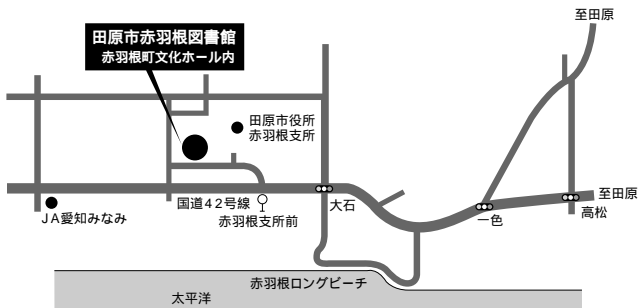 至田原
田原市赤羽根図書館
赤羽根町文化ホール内
田原市役所
赤羽根支所
至田原
国道42号線
大石
一色
高松
JA愛知みなみ
赤羽根支所前
赤羽根ロングビーチ
太平洋